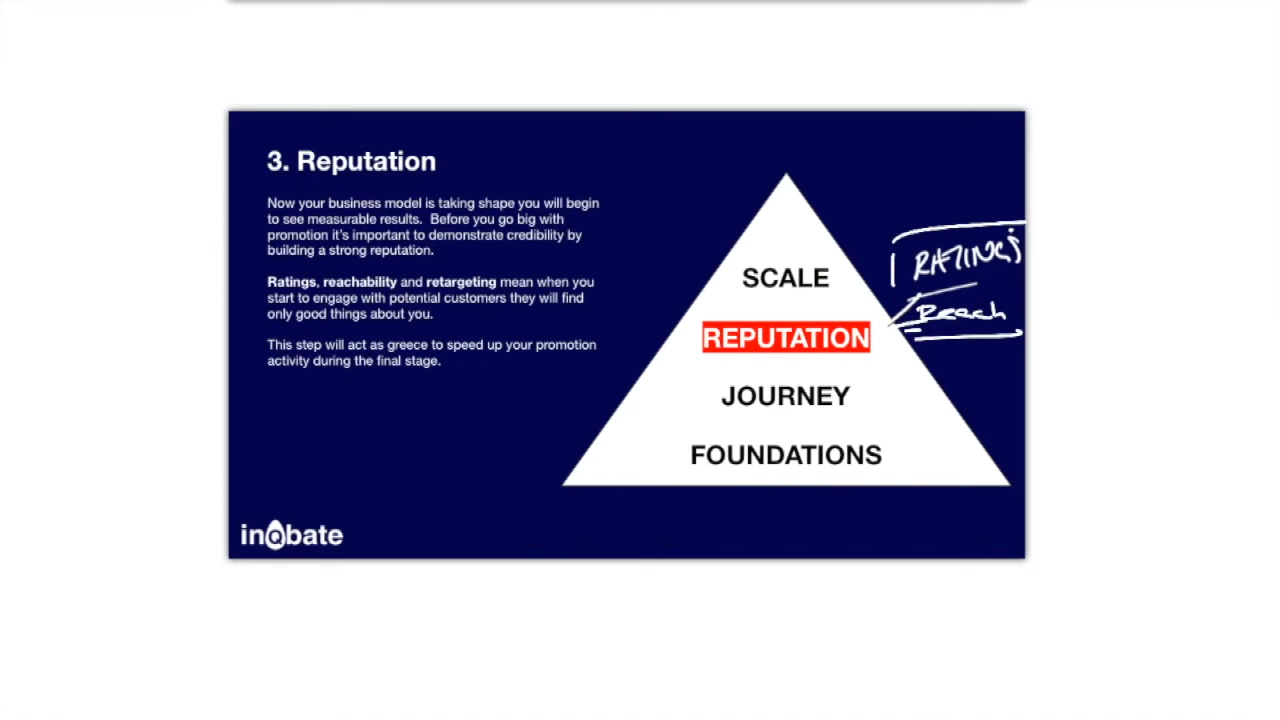 3. Reputation
Now your business model is taking shape you will begin
to see measurable results.  Before you go big with
promotion it's important to demonstrate credibility by
building a strong reputation.
Ratings, reachability and retargeting mean when you
start to engage with potential customers they will find
only good things about you.
This step will act as greece to speed up your promotion
activity during the final stage.
SCALE
REPUTATION
JOURNEY
FOUNDATIONS
RATINGS
Reach
inQbate